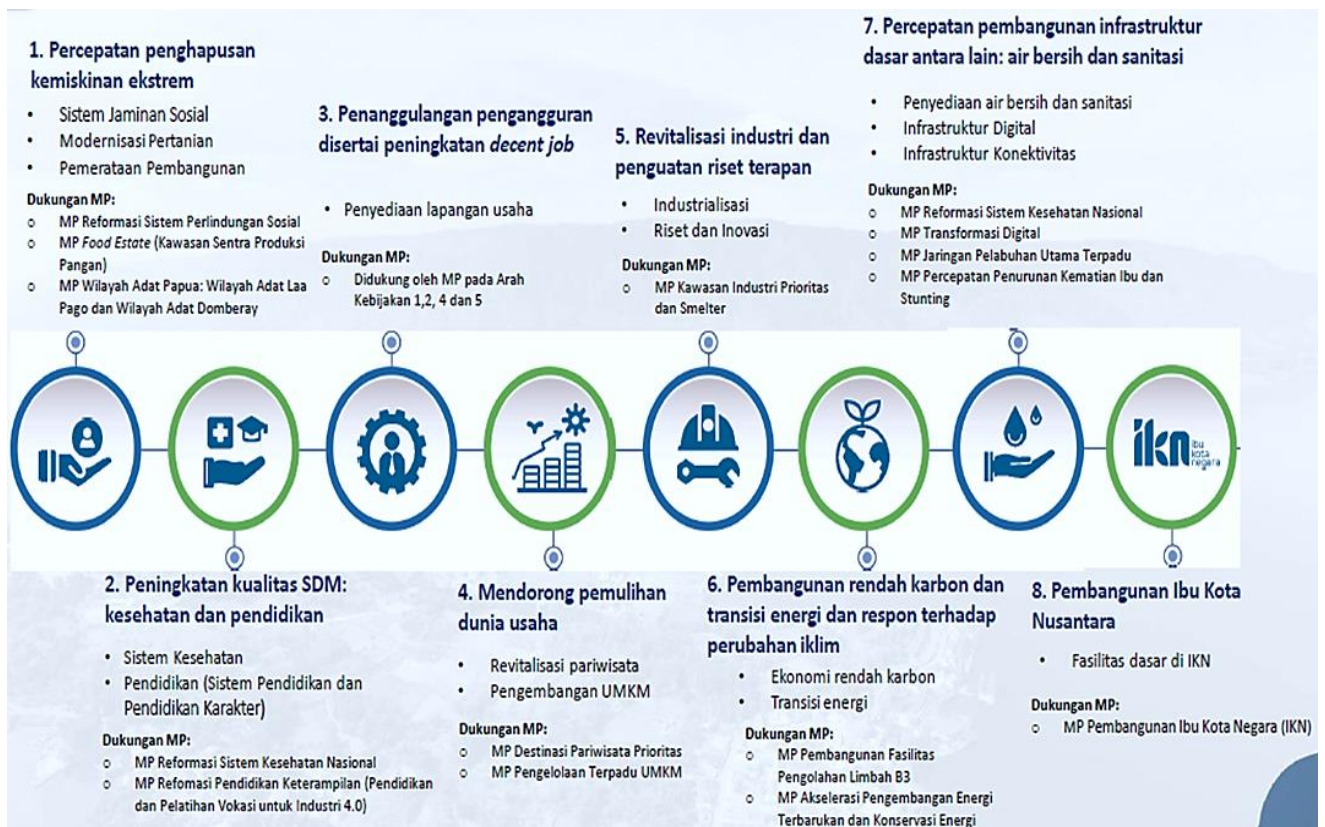 1. Percepatan penghapusan
kemiskinan ekstrem
• Sistem Jaminan Sosial
• Modernisasi Pertanian
• Pemerataan Pembangunan
Dukungan MP:
o MP Reformasi Sistem Perlindungan Sosial
o MP Food Estate (Kawasan Sentra Produksi
Pangan)
o MP Wilayah Adat Papua: Wilayah Adat Laa
Pago dan Wilayah Adat Domberay
2. Peningkatan kualitas SDM:
kesehatan dan pendidikan
• Sistem Kesehatan
• Pendidikan (Sistem Pendidikan dan
Pendidikan Karakter)
Dukungan MP:
o MP Reformasi Sistem Kesehatan Nasional
o MP Refomasi Pendidikan Keterampilan (Pendidikan
dan Pelatihan Vokasi untuk Industri 4.0)
3. Penanggulangan pengangguran
disertai peningkatan decent job
• Penyediaan lapangan usaha
Dukungan MP:
o Didukung oleh MP pada Arah
Kebijakan 1,2, 4 dan 5
4. Mendorong pemulihan
dunia usaha
• Revitalisasi pariwisata
• Pengembangan UMKM
Dukungan MP:
o MP Destinasi Pariwisata Prioritas
o MP Pengelolaan Terpadu UMKM
5. Revitalisasi industri dan
penguatan riset terapan
• Industrialisasi
• Riset dan Inovasi
Dukungan MP:
o MP Kawasan Industri Prioritas
dan Smelter
6. Pembangunan rendah karbon dan
transisi energi dan respon terhadap
perubahan iklim
• Ekonomi rendah karbon
• Transisi energi
Dukungan MP:
o MP Pembangunan Fasilitas
Pengolahan Limbah B3
o MP Akselerasi Pengembangan Energi
Terbarukan dan Konservasi Energi
7. Percepatan pembangunan infrastruktur
dasar antara lain: air bersih dan sanitasi
• Penyediaan air bersih dan sanitasi
• Infrastruktur Digital
• Infrastruktur Konektivitas
Dukungan MP:
o MP Reformasi Sistem Kesehatan Nasional
o MP Transformasi Digital
o MP Jaringan Pelabuhan Utama Terpadu
o MP Percepatan Penurunan Kematian Ibu dan
Stunting
8. Pembangunan Ibu Kota
Nusantara
• Fasilitas dasar di IKN
Dukungan MP:
o MP Pembangunan Ibu Kota Negara (IKN)
ikn
ibu
kota
negara